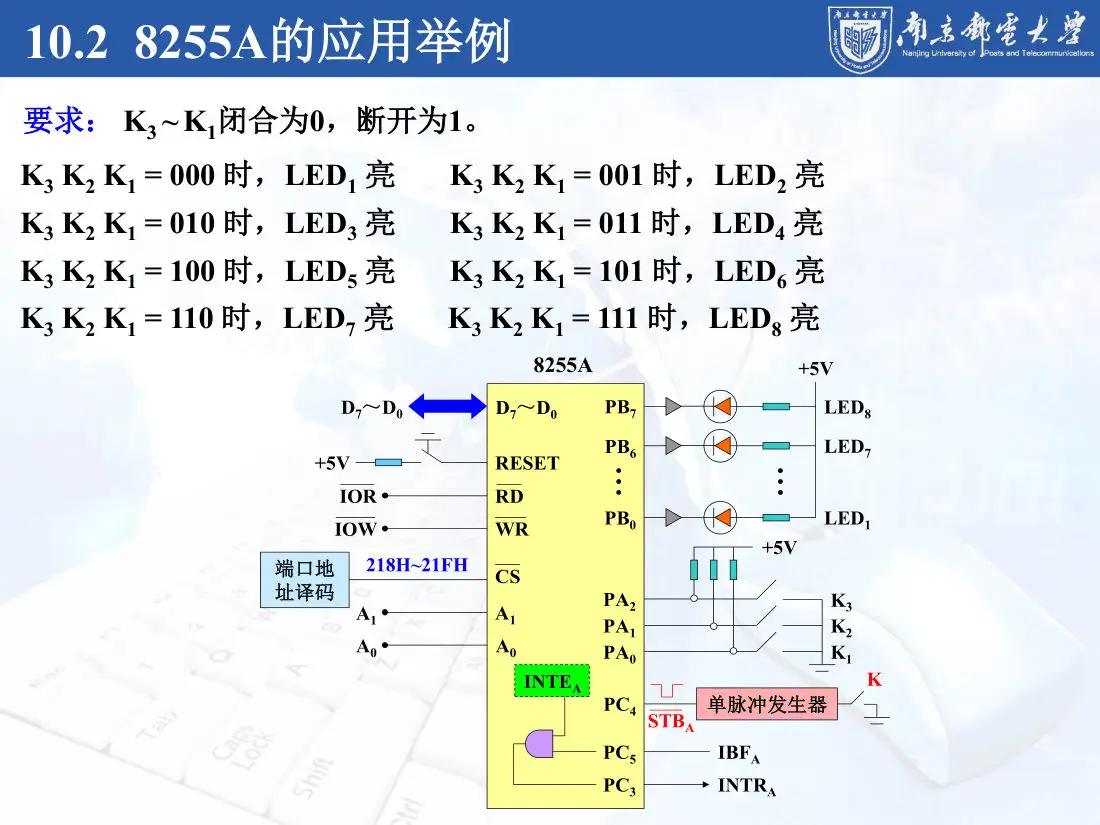 10.2 8255A的应用举例
南京邮电大学
Nanjing University of Posts and Telecommunications
要求： K3 ~ K1闭合为0，断开为1。
K3 K2 K1 = 000 时，LED1 亮 K3 K2 K1 = 001 时，LED2 亮
K3 K2 K1 = 010 时，LED3 亮 K3 K2 K1 = 011 时，LED4 亮
K3 K2 K1 = 100 时，LED5 亮 K3 K2 K1 = 101 时，LED6 亮
K3 K2 K1 = 110 时，LED7 亮 K3 K2 K1 = 111 时，LED8 亮
8255A
+5V
D7～D0 D7～D0 PB7 LED8
PB6 LED7
+5V RESET
IOR RD
IOW WR PB0 LED1
+5V
端口地
址译码
218H~21FH CS
PA2 K3
A1 A1 PA1 K2
A0 A0 PA0 K1
INTEA
K
PC4 STBA 单脉冲发生器
PC5 IBFA
PC3 INTRA
Tab
Caps
Lock
Shift
Ctrl
A
Q